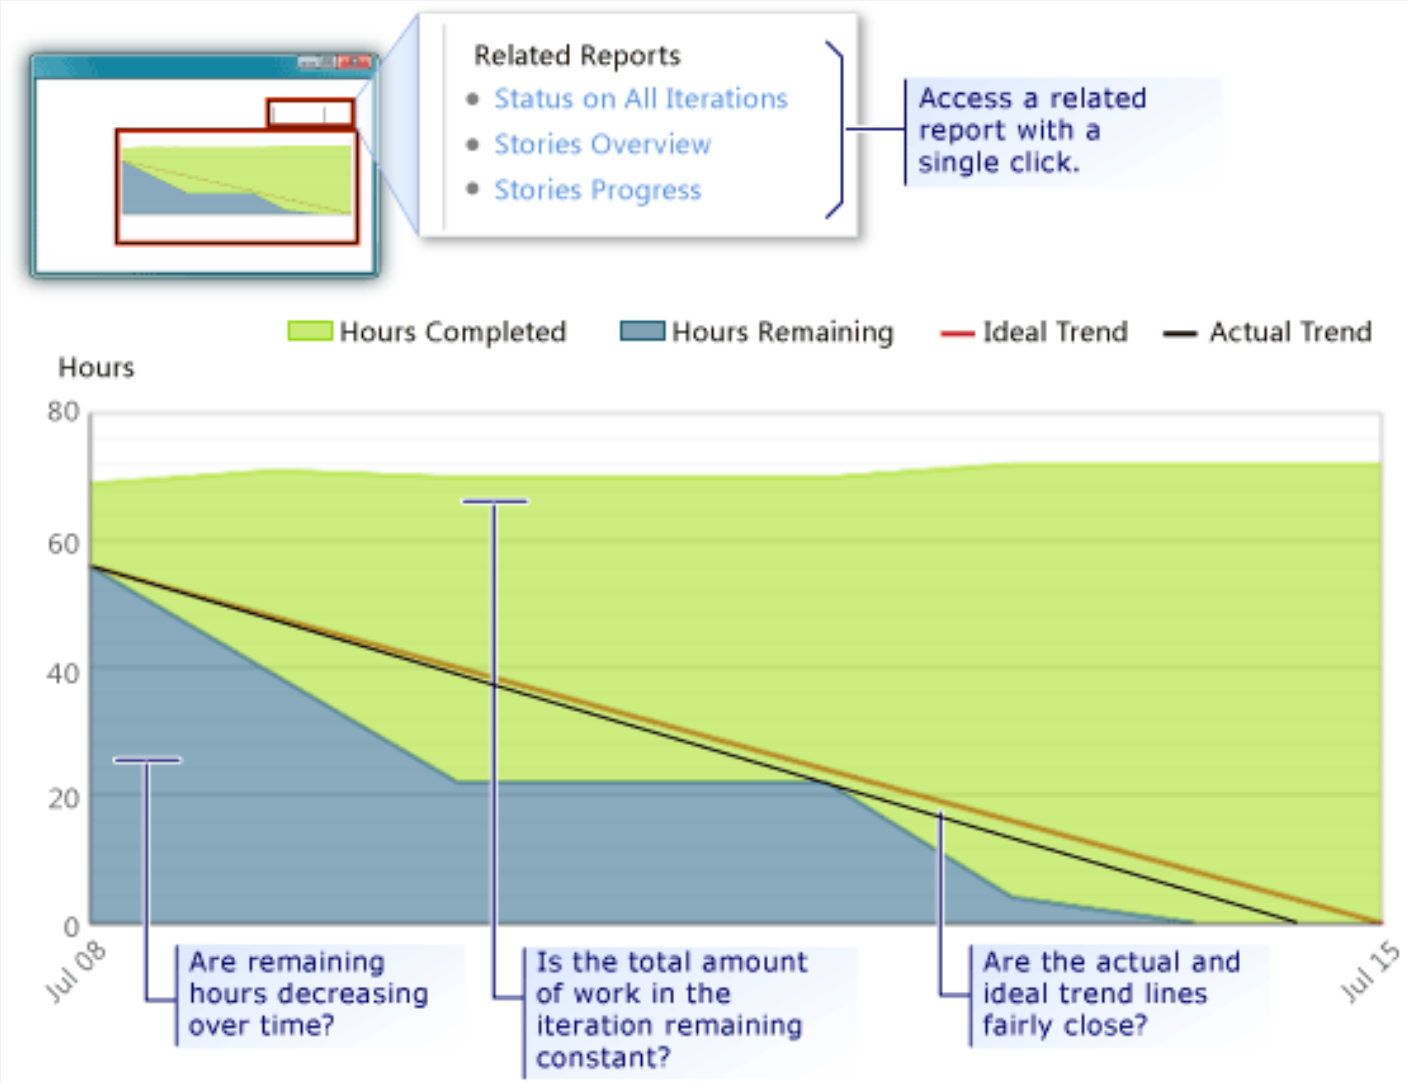 Related Reports
Status on All Iterations
Stories Overview
Stories Progress
Access a related
report with a
single click.
Hours Completed
Hours Remaining
Ideal Trend
Actual Trend
Hours
80
60
40
20
0
Jul 08
Jul 15
Are remaining
hours decreasing
over time?
Is the total amount
of work in the
iteration remaining
constant?
Are the actual and
ideal trend lines
fairly close?